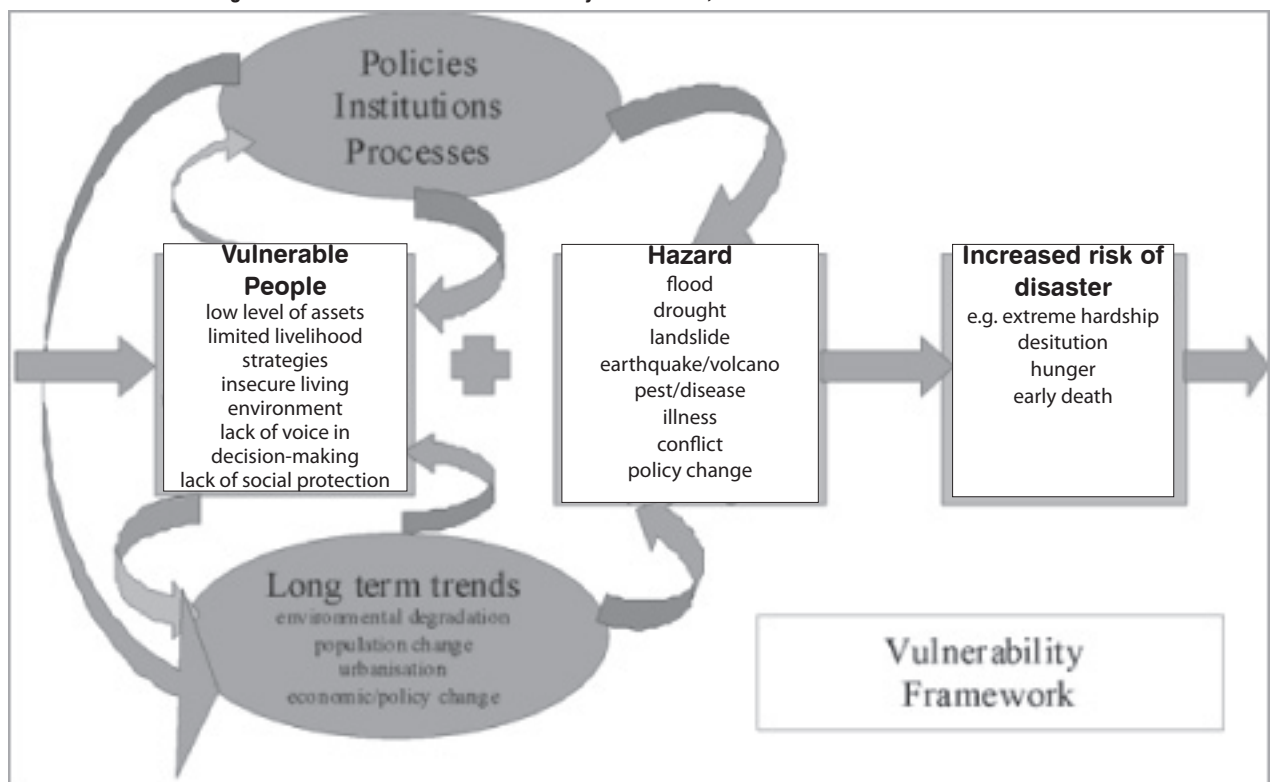 Policies
Institutions
Processes
Vulnerable
People
low level of assets
limited livelihood
strategies
insecure living
environment
lack of voice in
decision-making
lack of social protection
Hazard
flood
drought
landslide
earthquake/volcano
pest/disease
illness
conflict
policy change
Increased risk of
disaster
e.g. extreme hardship
desitution
hunger
early death
Long term trends
environmental degradation
population change
urbanisation
economic/policy change
Vulnerability
Framework